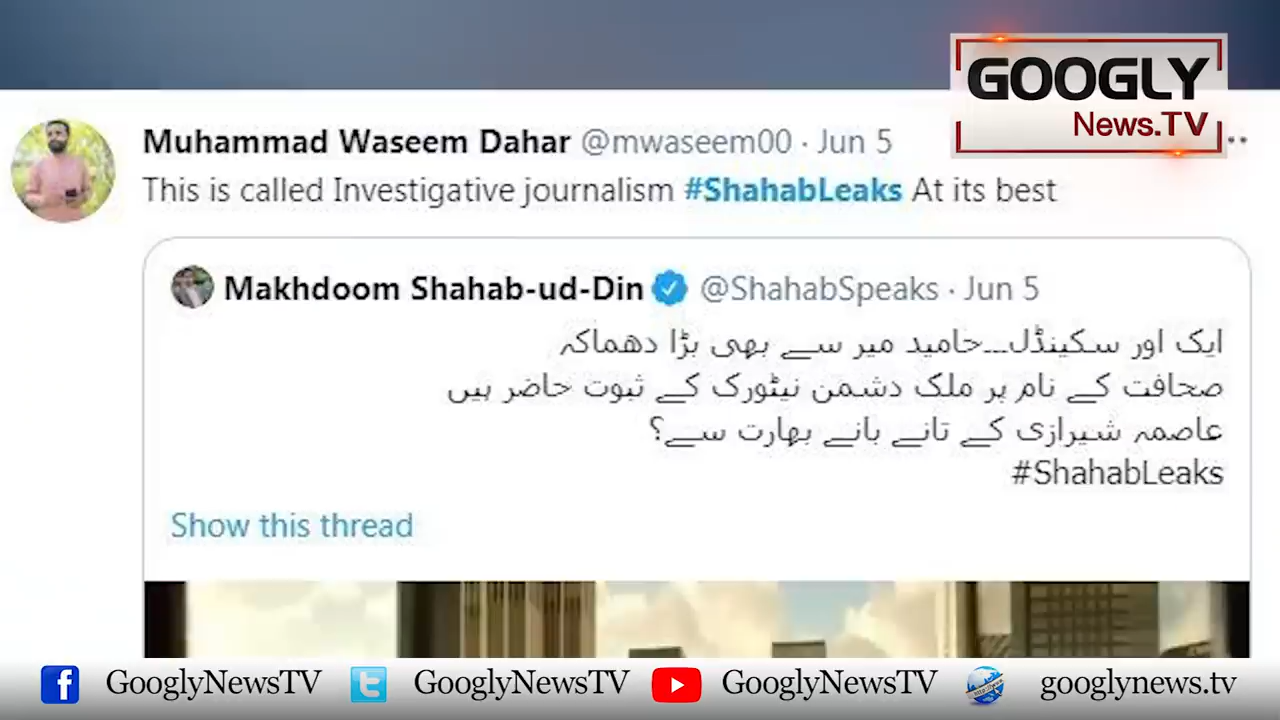 GOOGLY
News.TV
Muhammad Waseem Dahar @mwaseem00 · Jun 5
This is called Investigative journalism #ShahabLeaks At its best
Makhdoom Shahab-ud-Din @ShahabSpeaks · Jun 5
ایک اور سکینڈل۔۔۔حامید میر سے بھی بڑا دھماکہ
صحافت کے نام پر ملک دشمن نیٹورک کے ثبوت حاضر ہیں
عاصمہ شیرازی کے تانے بانے بھارت سے؟
#ShahabLeaks
Show this thread
GooglyNewsTV GooglyNewsTV GooglyNewsTV googlynews.tv